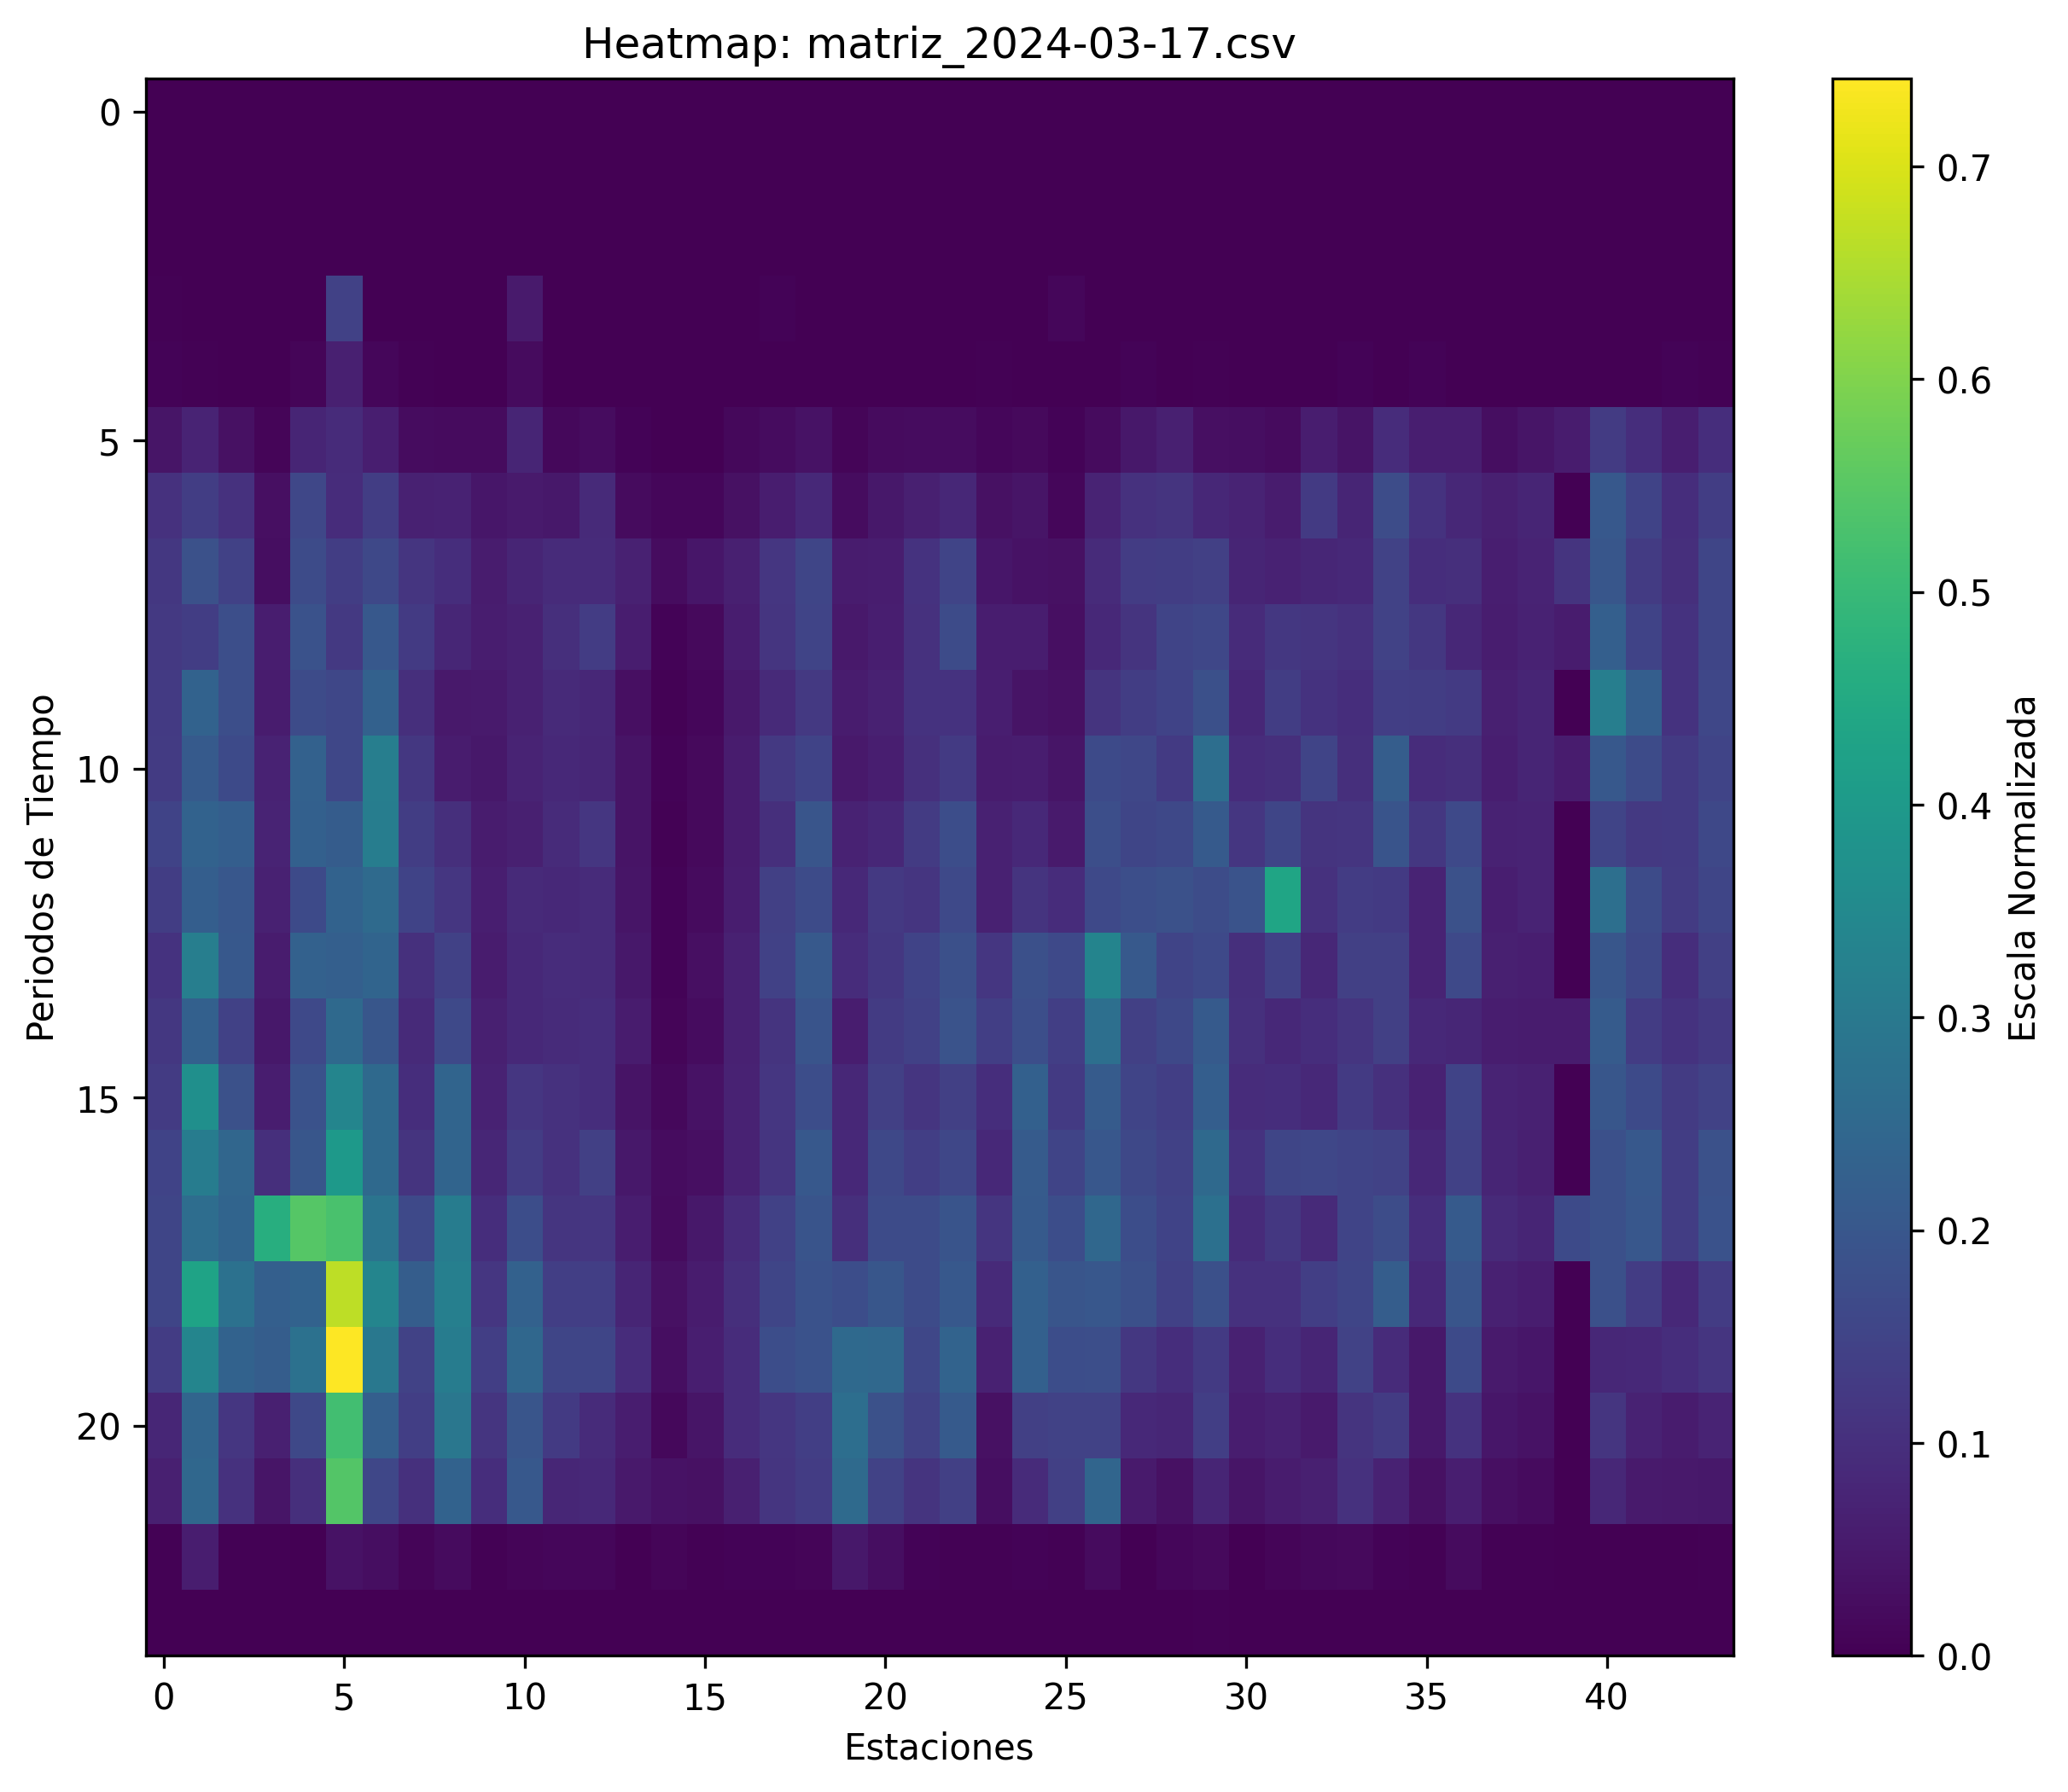 Heatmap: matriz_2024-03-17.csv
0
5
10
15
20
Periodos de Tiempo
0 5 10 15 20 25 30 35 40
Estaciones
0.7
0.6
0.5
0.4
0.3
0.2
0.1
0.0
Escala Normalizada